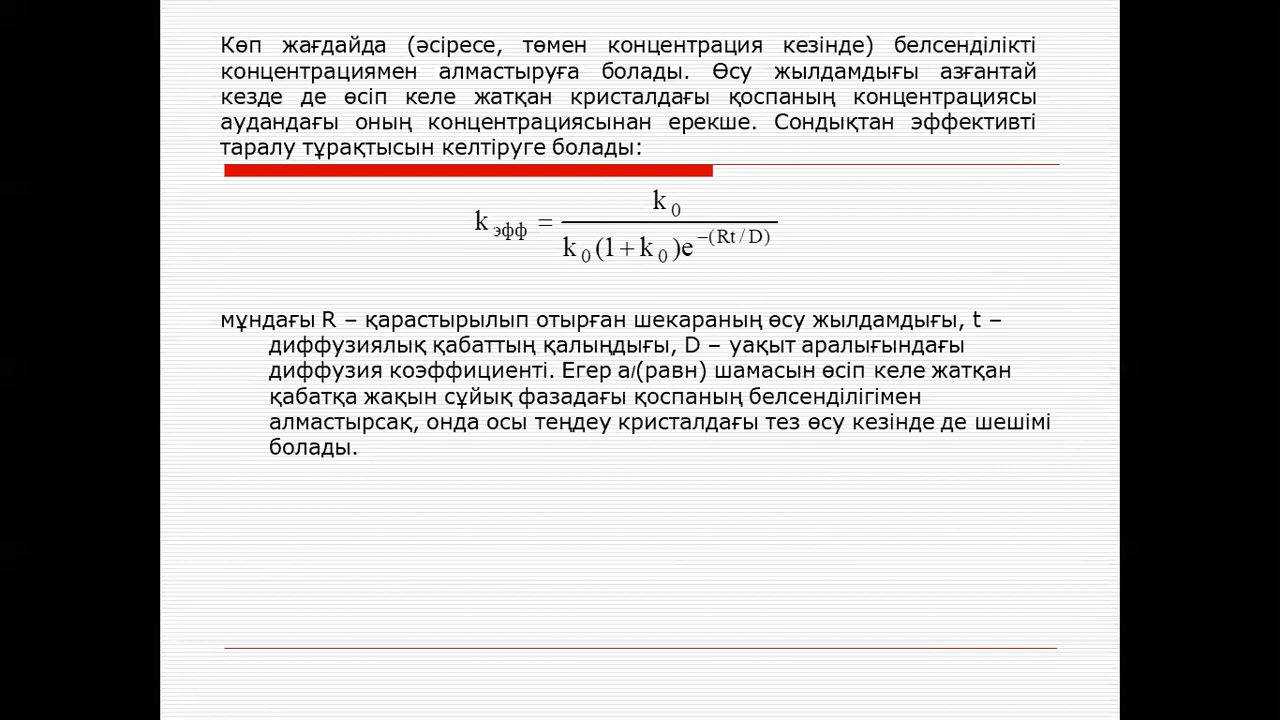 Көп жағдайда (әсіресе, төмен концентрация кезінде) белсенділікті
концентрациямен алмастыруға болады. Өсу жылдамдығы азғантай
кезде де өсіп келе жатқан кристалдағы қоспаның концентрациясы
аудандағы оның концентрациясынан ерекше. Сондықтан эффективті
таралу тұрақтысын келтіруге болады:
k эфф = k 0 / k 0 (1 + k 0 )e −(Rt / D)
мұндағы R – қарастырылып отырған шекараның өсу жылдамдығы, t –
диффузиялық қабаттың қалыңдығы, D – уақыт аралығындағы
диффузия коэффициенті. Егер аl(равн) шамасын өсіп келе жатқан
қабатқа жақын сұйық фазадағы қоспаның белсенділігімен
алмастырсақ, онда осы теңдеу кристалдағы тез өсу кезінде де шешімі
болады.